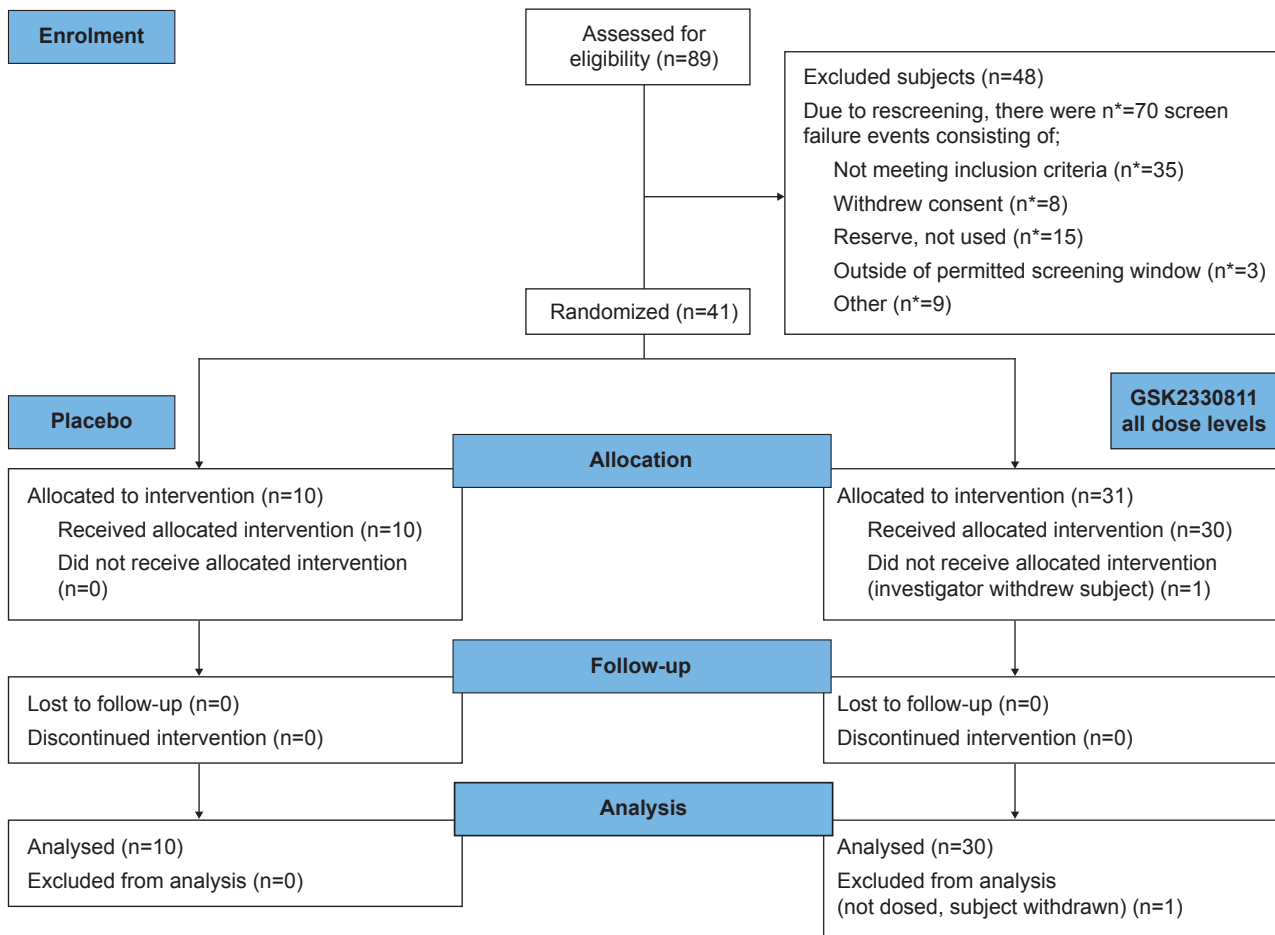 Enrolment
Assessed for
eligibility (n=89)
Excluded subjects (n=48)
Due to rescreening, there were n*=70 screen
failure events consisting of;
Not meeting inclusion criteria (n*=35)
Withdrew consent (n*=8)
Reserve, not used (n*=15)
Outside of permitted screening window (n*=3)
Other (n*=9)
Randomized (n=41)
Placebo
GSK2330811
all dose levels
Allocation
Allocated to intervention (n=10)
Received allocated intervention (n=10)
Did not receive allocated intervention
(n=0)
Allocated to intervention (n=31)
Received allocated intervention (n=30)
Did not receive allocated intervention
(investigator withdrew subject) (n=1)
Follow-up
Lost to follow-up (n=0)
Discontinued intervention (n=0)
Lost to follow-up (n=0)
Discontinued intervention (n=0)
Analysis
Analysed (n=10)
Excluded from analysis (n=0)
Analysed (n=30)
Excluded from analysis
(not dosed, subject withdrawn) (n=1)